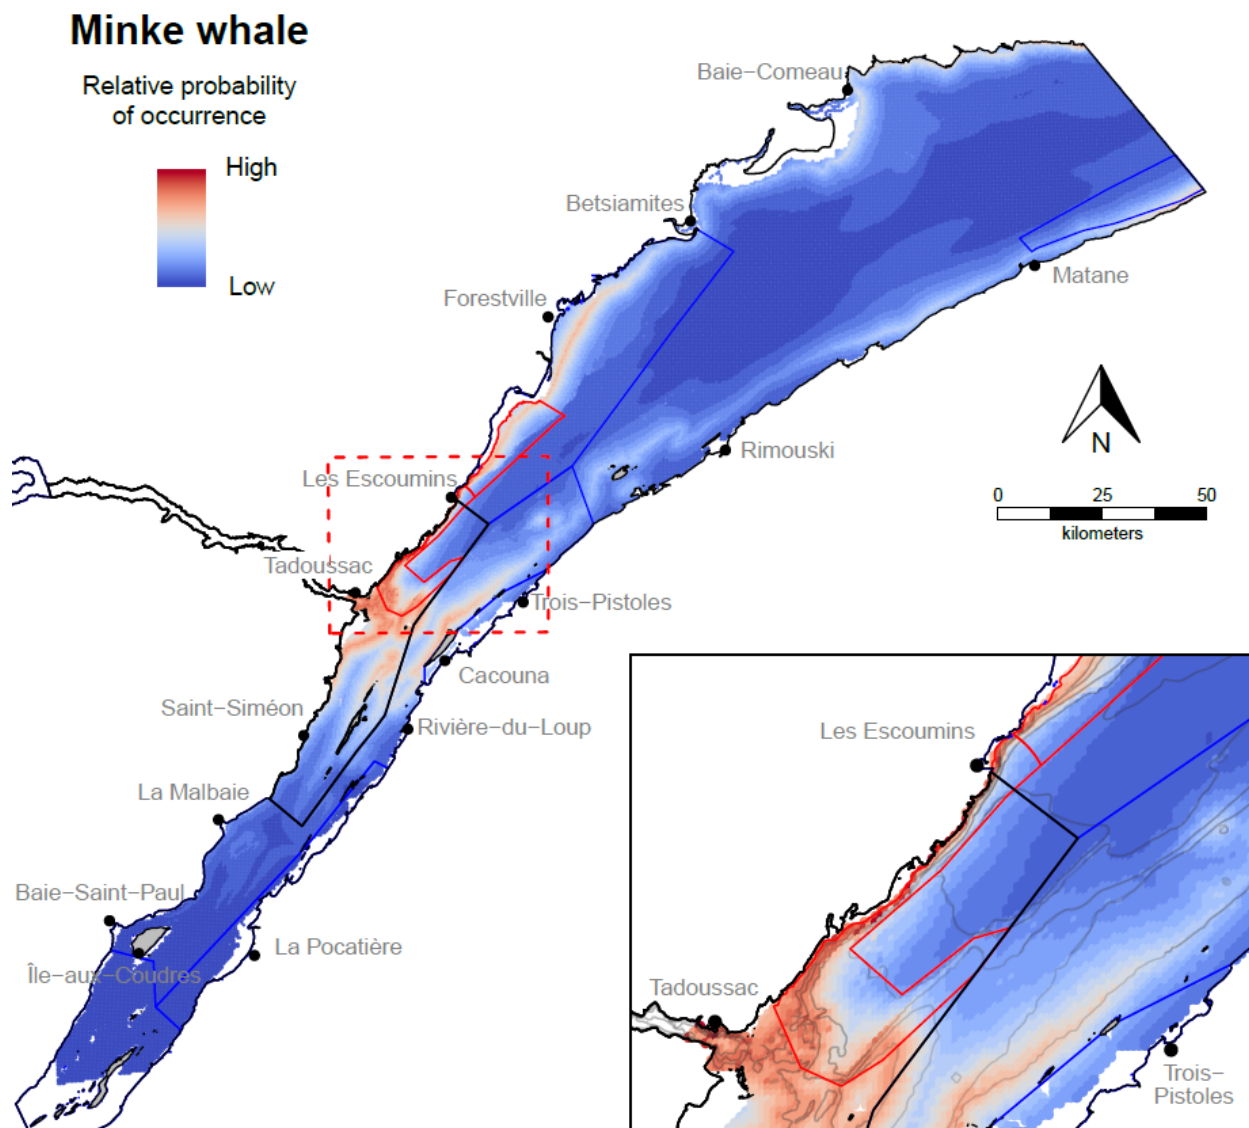 Minke whale
Relative probability
of occurrence
High
Low
Baie−Comeau
Betsiamites
Forestville
Matane
N
Rimouski
0 25 50
kilometers
Les Escoumins
Tadoussac
Trois−Pistoles
Cacouna
Saint−Siméon
Rivière−du−Loup
La Malbaie
Baie−Saint−Paul
La Pocatière
Île−aux−Coudres
Les Escoumins
Tadoussac
Trois−
Pistoles